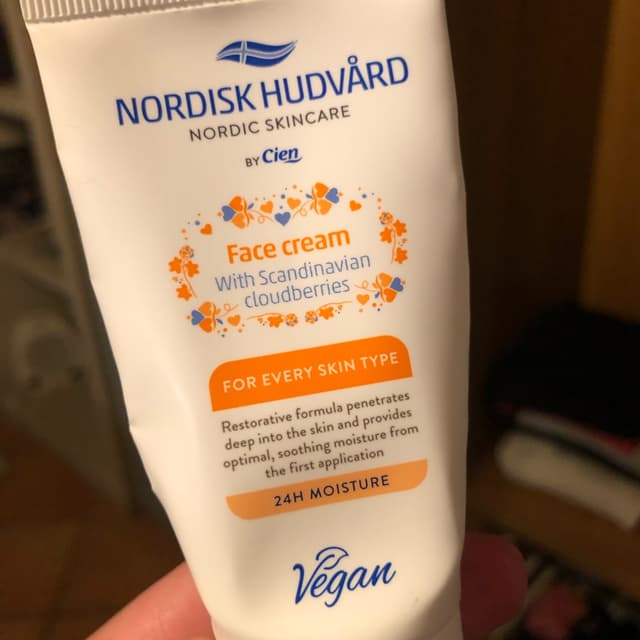 NORDISK HUDVÅRD
NORDIC SKINCARE
BY Cien
Face cream
With Scandinavian
cloudberries
FOR EVERY SKIN TYPE
Restorative formula penetrates
deep into the skin and provides
optimal, soothing moisture from
the first application
24H MOISTURE
Vegan